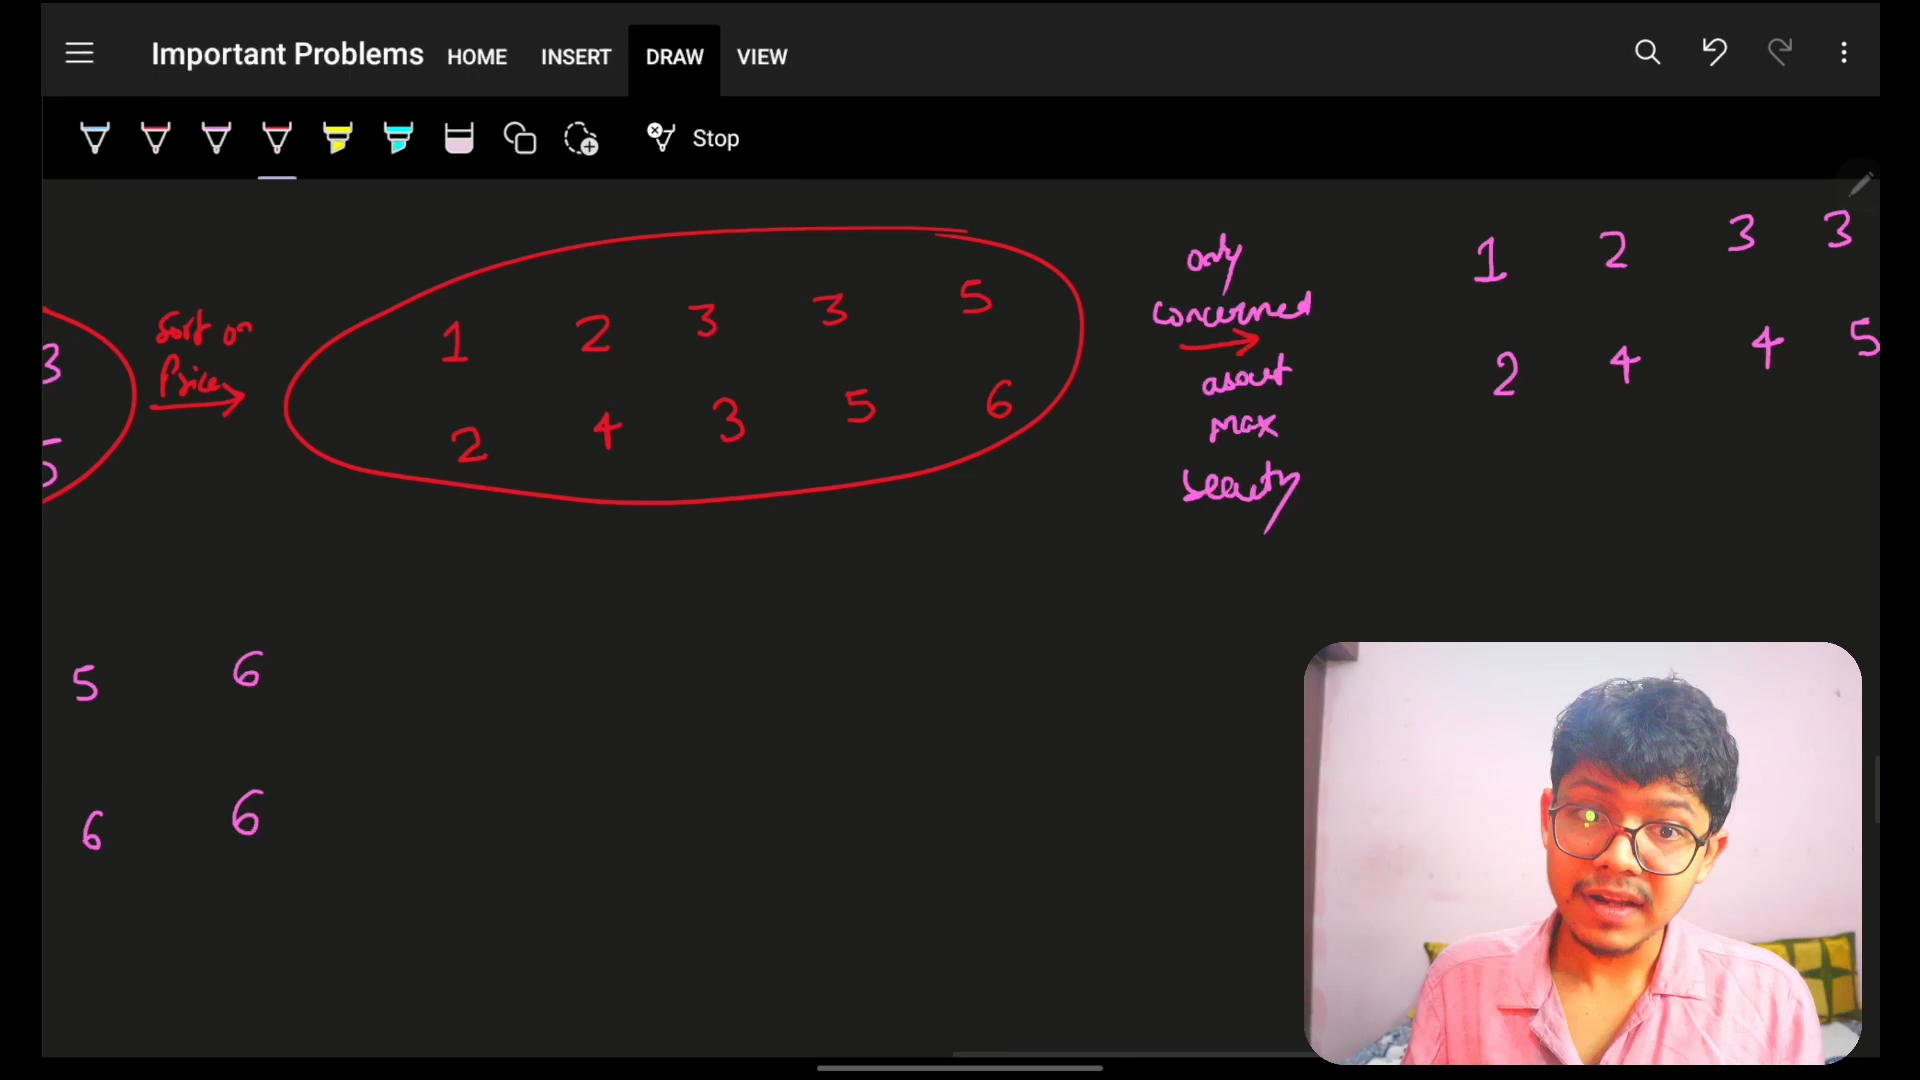 Important Problems HOME INSERT DRAW VIEW
Stop
3
5
Sort on
Price
1 2 3 3 5
2 4 3 5 6
only
concerned
about
max
beauty
1 2 3 3
2 4 4 5
5 6
6 6